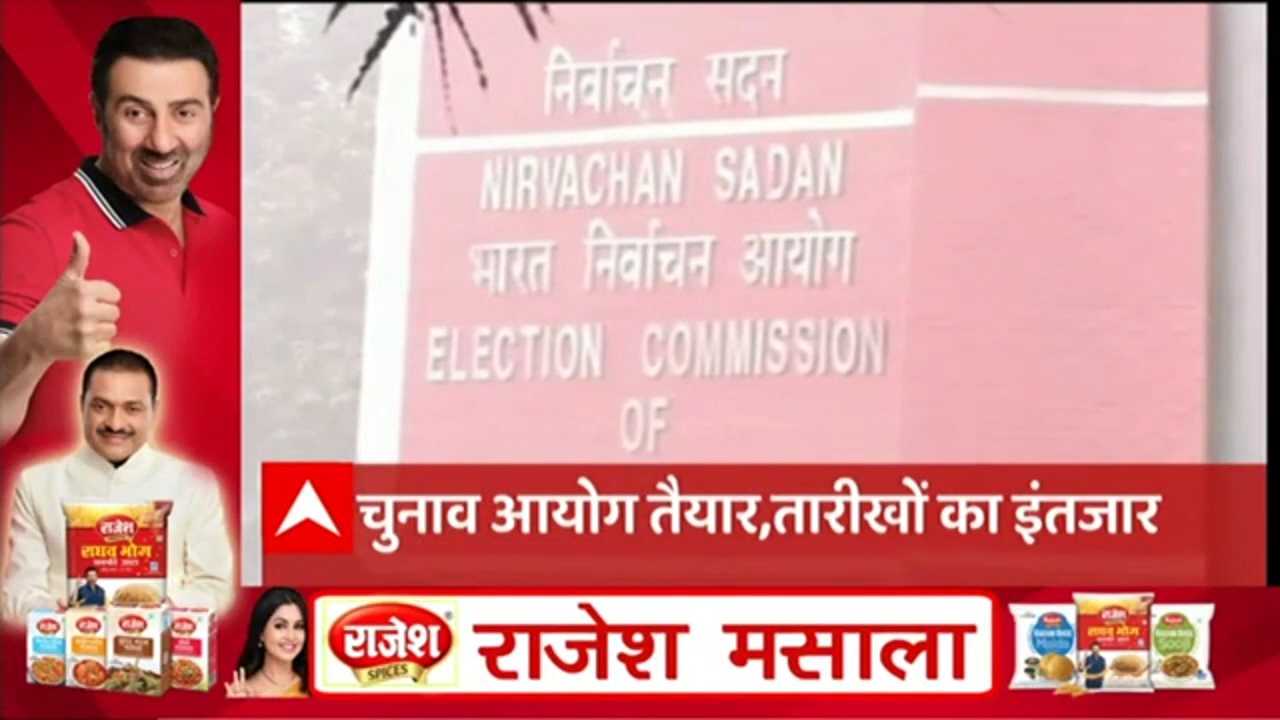 निर्वाचन सदन
NIRVACHAN SADAN
भारत निर्वाचन आयोग
ELECTION COMMISSION
OF
चुनाव आयोग तैयार,तारीखों का इंतजार
राजेश
राजेश
SPICES
राजेश मसाला